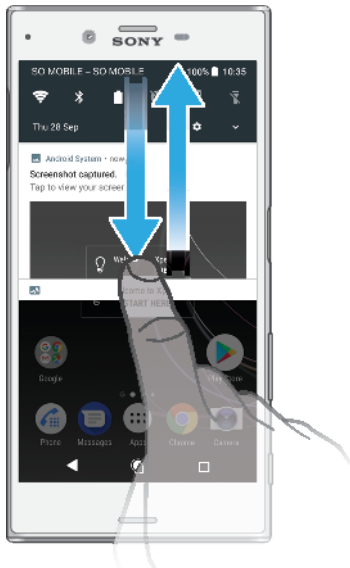 SONY
SO MOBILE – SO MOBILE 100% 10:35
Thu 28 Sep
Android System • now
Screenshot captured.
Tap to view your screen
START HERE
Google
Phone Messages Apps Chrome Camera